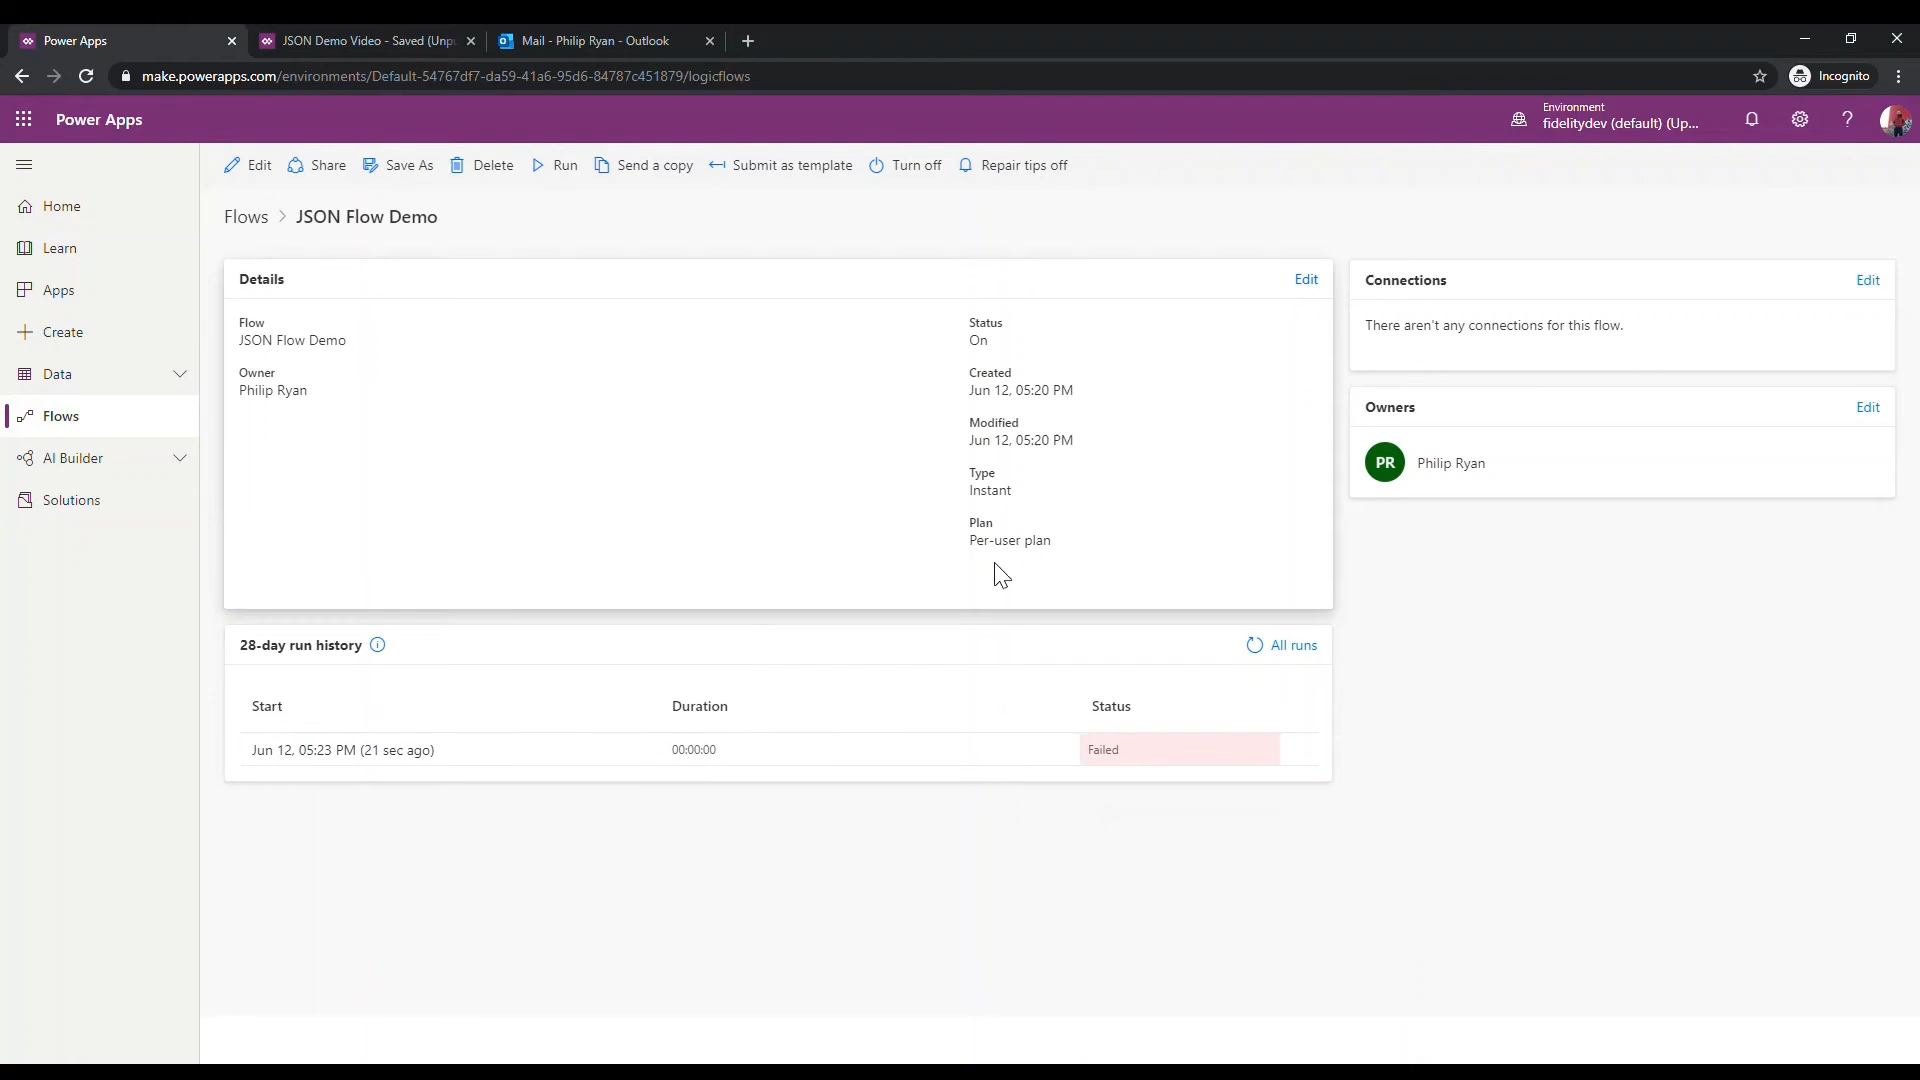 Power Apps
JSON Demo Video - Saved (Unp
Mail - Philip Ryan - Outlook
make.powerapps.com/environments/Default-54767df7-da59-41a6-95d6-84787c451879/logicflows
Incognito
Power Apps
Environment
fidelitydev (default) (Up...
Edit
Share
Save As
Delete
Run
Send a copy
Submit as template
Turn off
Repair tips off
Home
Learn
Apps
Create
Data
Flows
AI Builder
Solutions
Flows > JSON Flow Demo
Details
Edit
Flow
JSON Flow Demo
Owner
Philip Ryan
Status
On
Created
Jun 12, 05:20 PM
Modified
Jun 12, 05:20 PM
Type
Instant
Plan
Per-user plan
Connections
Edit
There aren't any connections for this flow.
Owners
Edit
PR
Philip Ryan
28-day run history
All runs
Start Duration Status
Jun 12, 05:23 PM (21 sec ago) 00:00:00 Failed